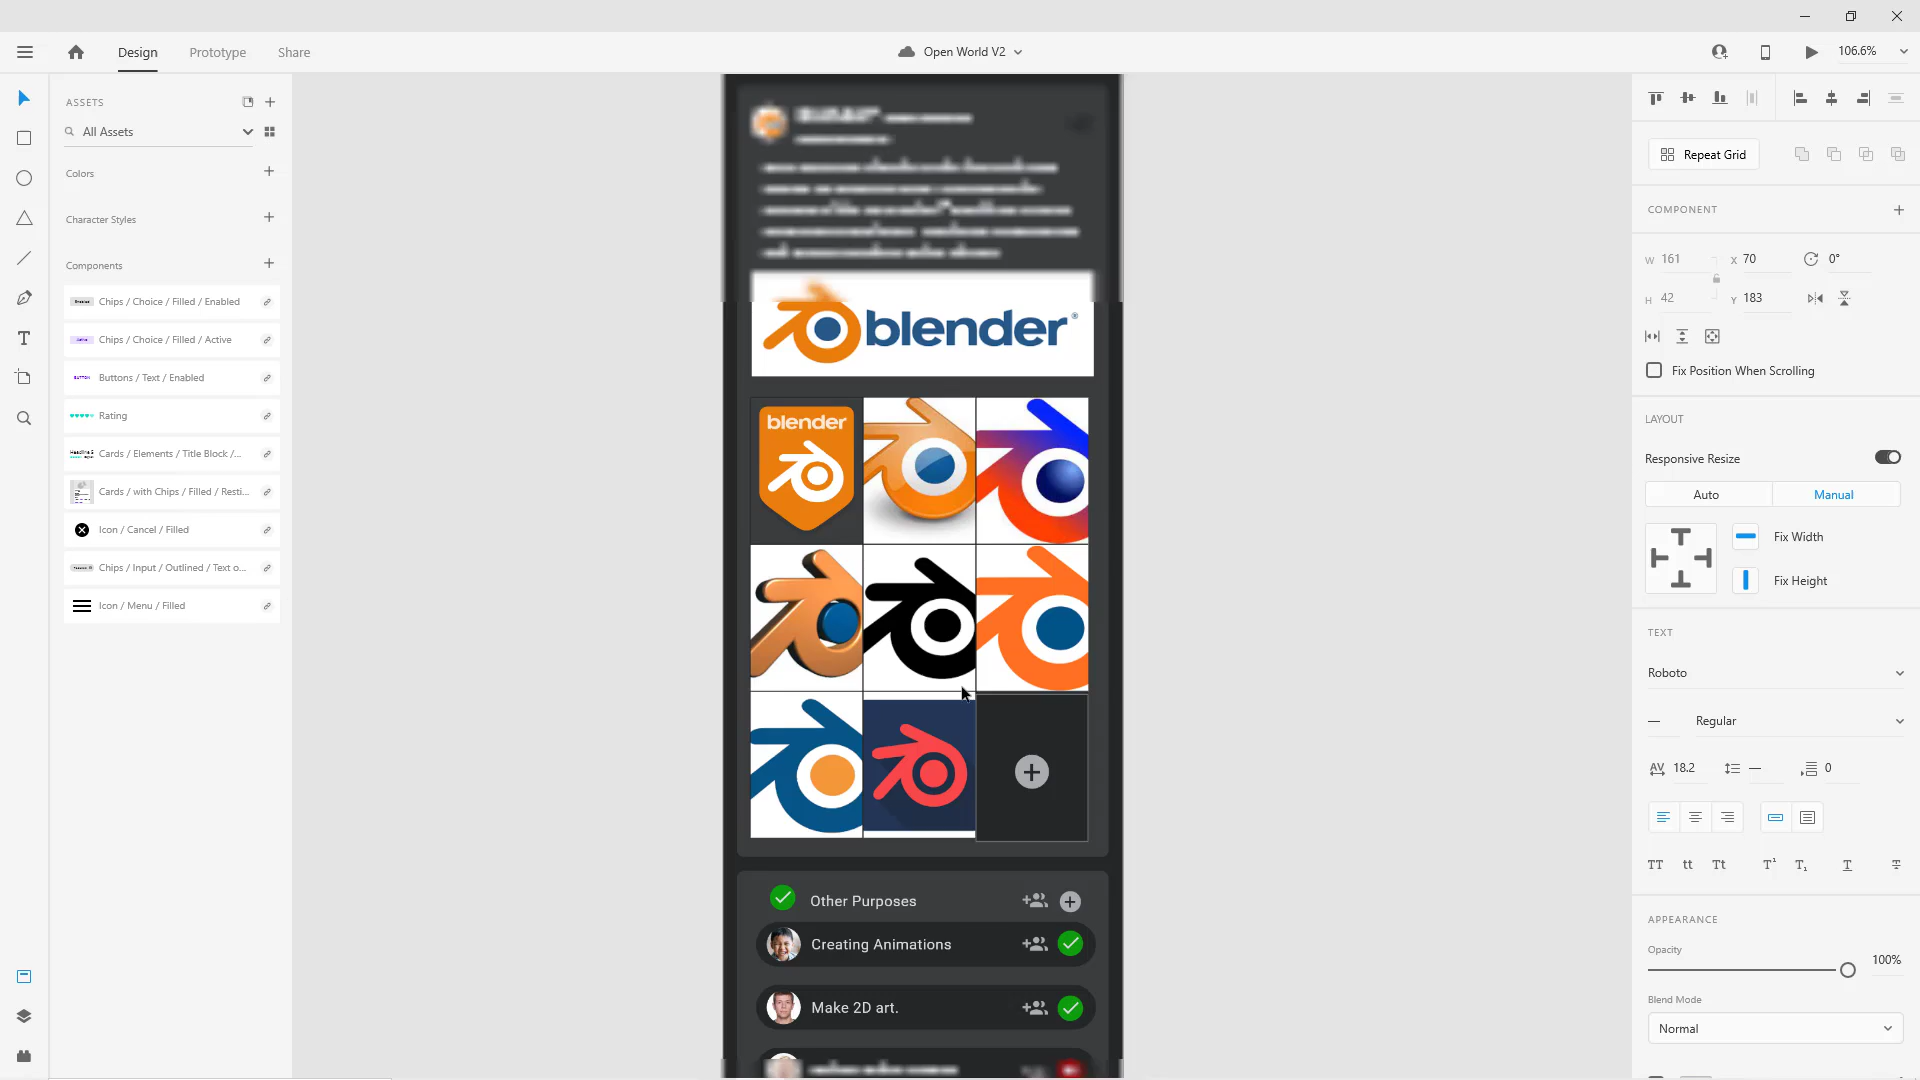 Design
Prototype
Share
Open World V2
106.6%
ASSETS
All Assets
Colors
Character Styles
Components
Chips / Choice / Filled / Enabled
Chips / Choice / Filled / Active
Buttons / Text / Enabled
Rating
Cards / Elements / Title Block /...
Cards / with Chips / Filled / Resti...
Icon / Cancel / Filled
Chips / Input / Outlined / Text o...
Icon / Menu / Filled
blender®
blender
Other Purposes
Creating Animations
Make 2D art.
Repeat Grid
COMPONENT
W 161 X 70 0°
H 42 Y 183
Fix Position When Scrolling
LAYOUT
Responsive Resize
Auto Manual
Fix Width
Fix Height
TEXT
Roboto
— Regular
AV 18.2 — 0
TT tt Tt T¹ T₁ T T
APPEARANCE
Opacity
100%
Blend Mode
Normal